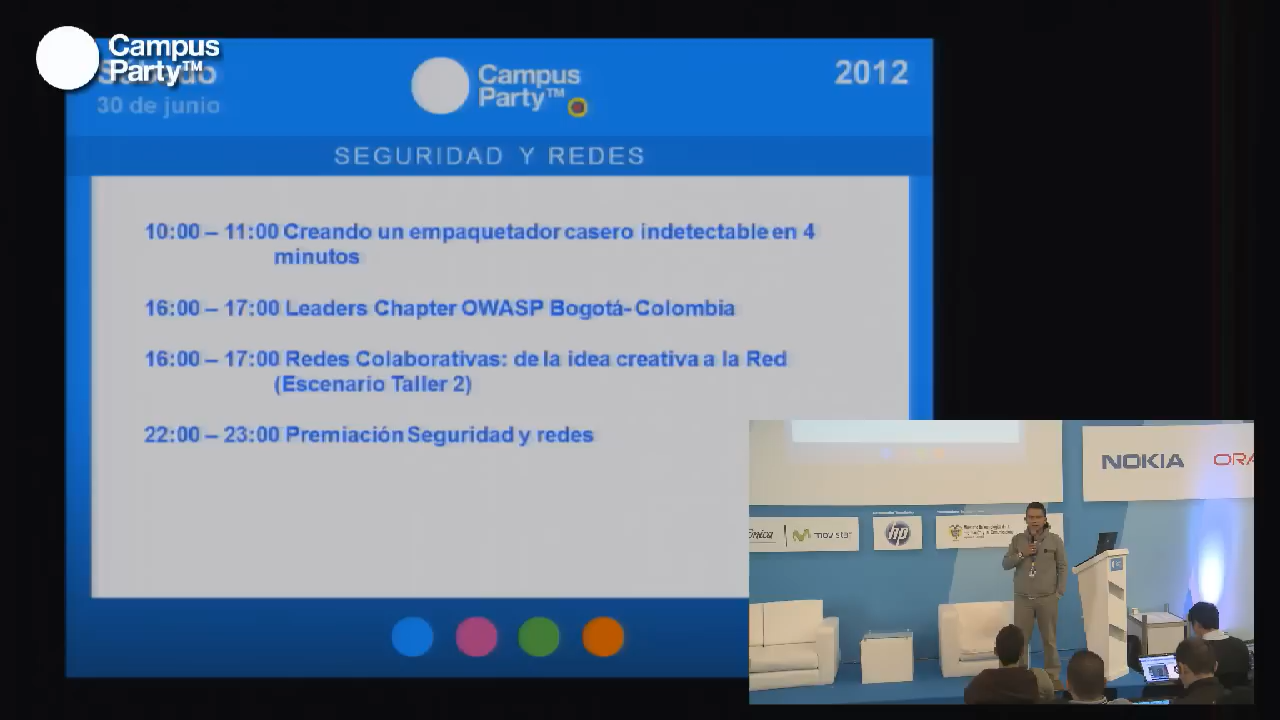 Campus
Party™
Sábado
30 de junio
Campus
Party™
2012
SEGURIDAD Y REDES
10:00 – 11:00 Creando un empaquetador casero indetectable en 4
minutos
16:00 – 17:00 Leaders Chapter OWASP Bogotá-Colombia
16:00 – 17:00 Redes Colaborativas: de la idea creativa a la Red
(Escenario Taller 2)
22:00 – 23:00 Premiación Seguridad y redes
NOKIA
ORA
movistar
hp